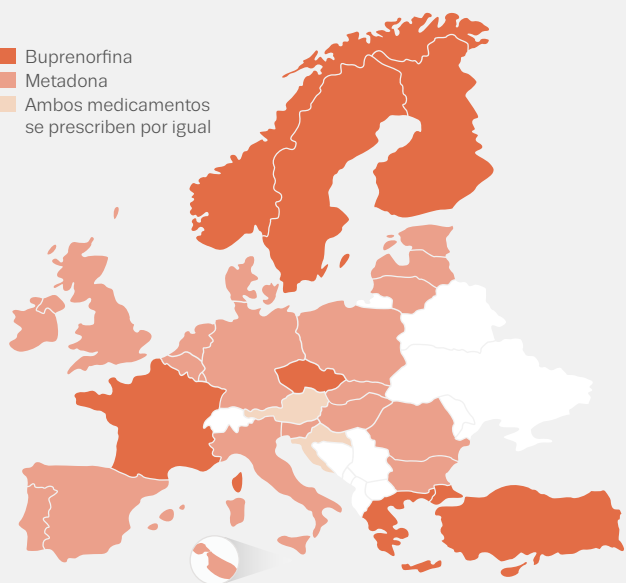 Buprenorfina
Metadona
Ambos medicamentos
se prescriben por igual